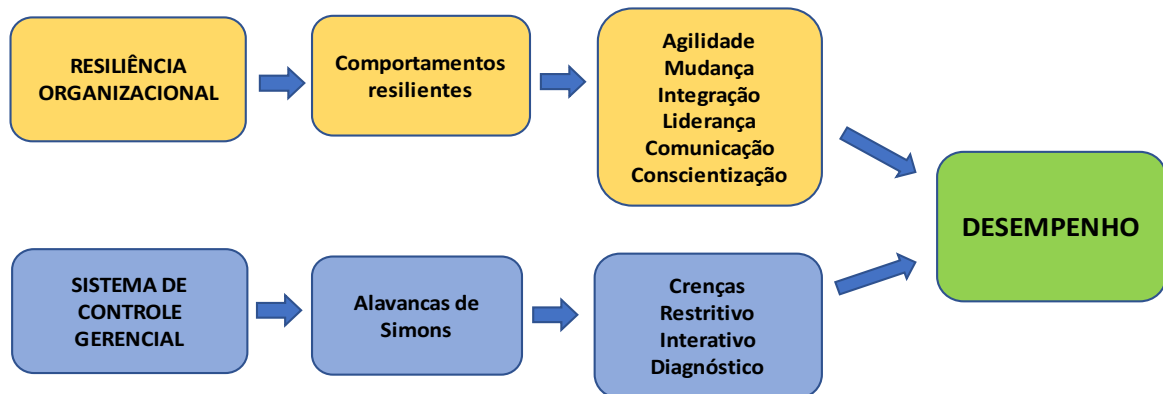 RESILIÊNCIA
ORGANIZACIONAL
Comportamentos
resilientes
Agilidade
Mudança
Integração
Liderança
Comunicação
Conscientização
DESEMPENHO
SISTEMA DE
CONTROLE
GERENCIAL
Alavancas de
Simons
Crenças
Restritivo
Interativo
Diagnóstico